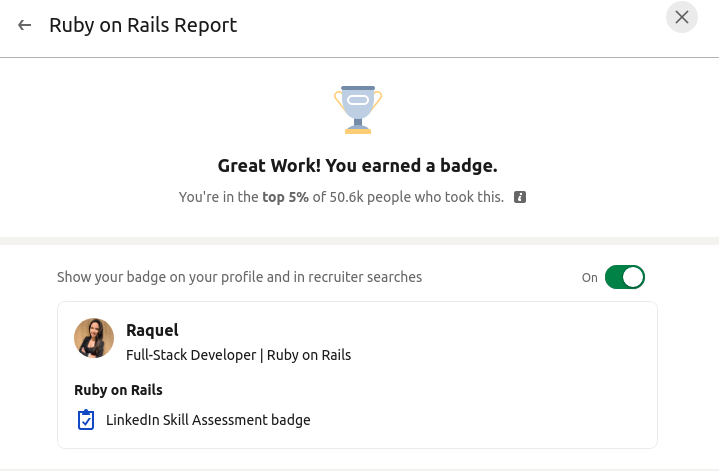 Ruby on Rails Report
Great Work! You earned a badge.
You're in the top 5% of 50.6k people who took this.
Show your badge on your profile and in recruiter searches
On
Raquel
Full-Stack Developer | Ruby on Rails
Ruby on Rails
LinkedIn Skill Assessment badge